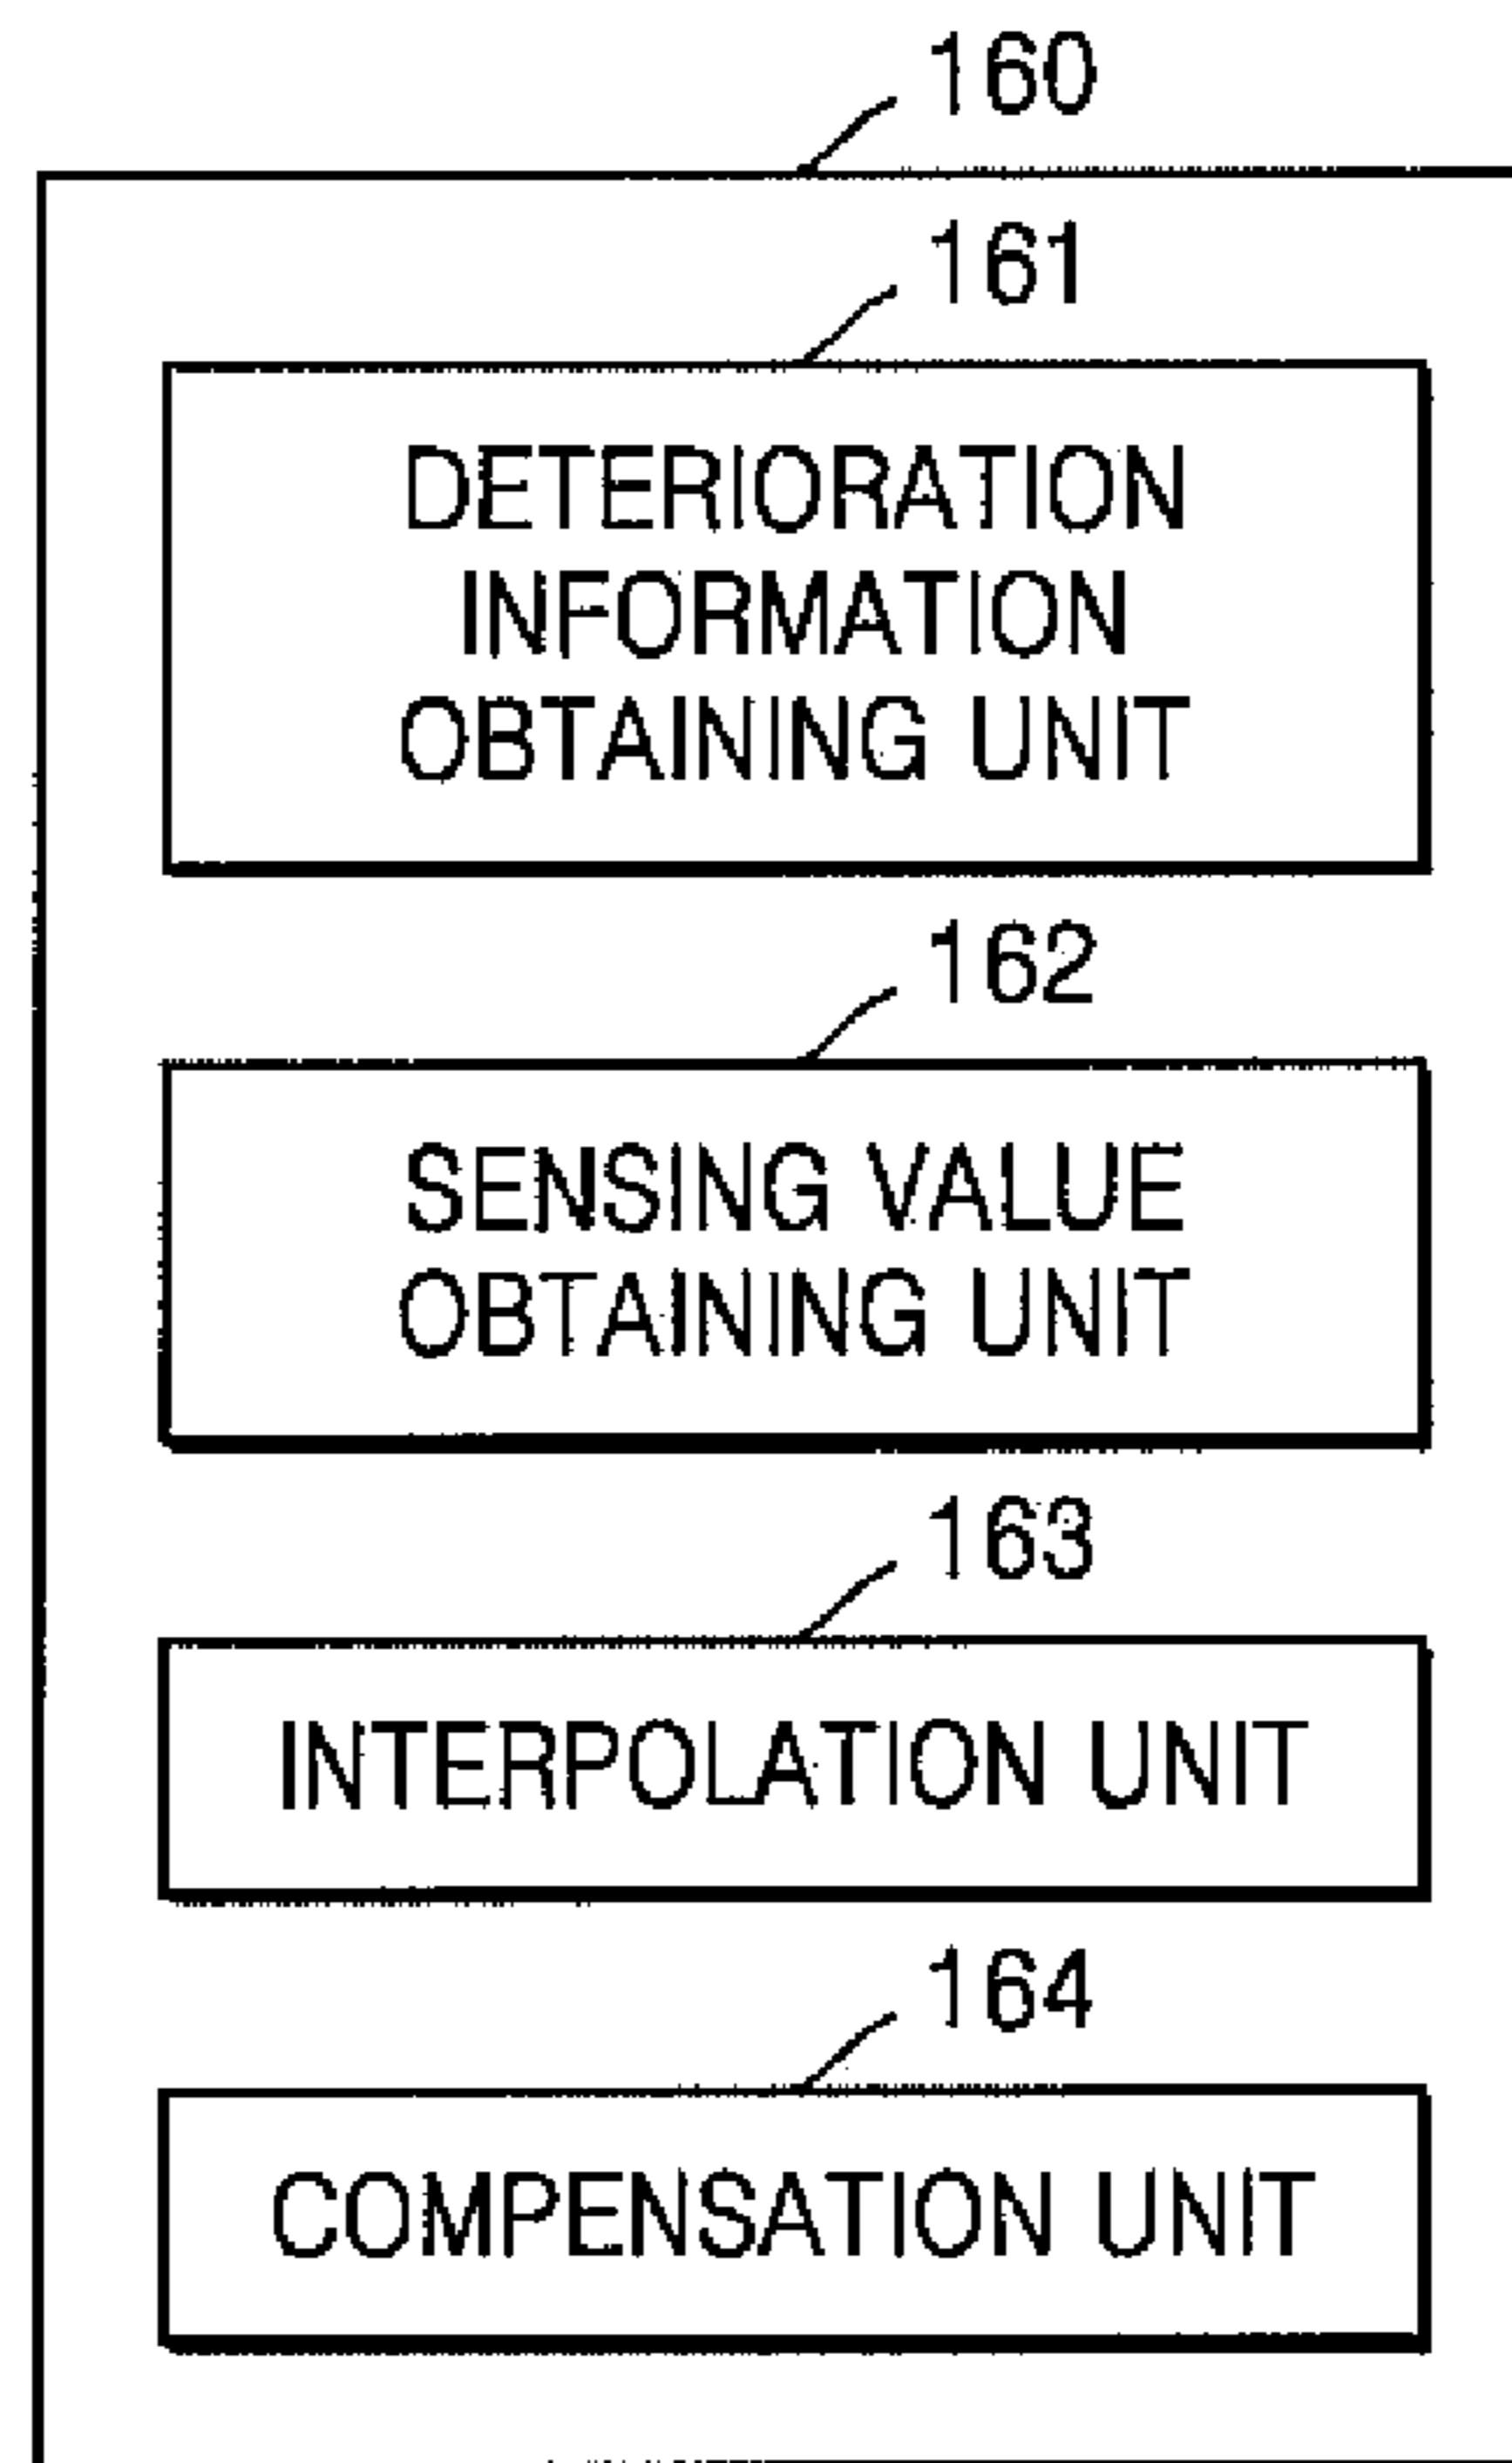 160
161
DETERIORATION
INFORMATION
OBTAINING UNIT
162
SENSING VALUE
OBTAINING UNIT
163
INTERPOLATION UNIT
164
COMPENSATION UNIT